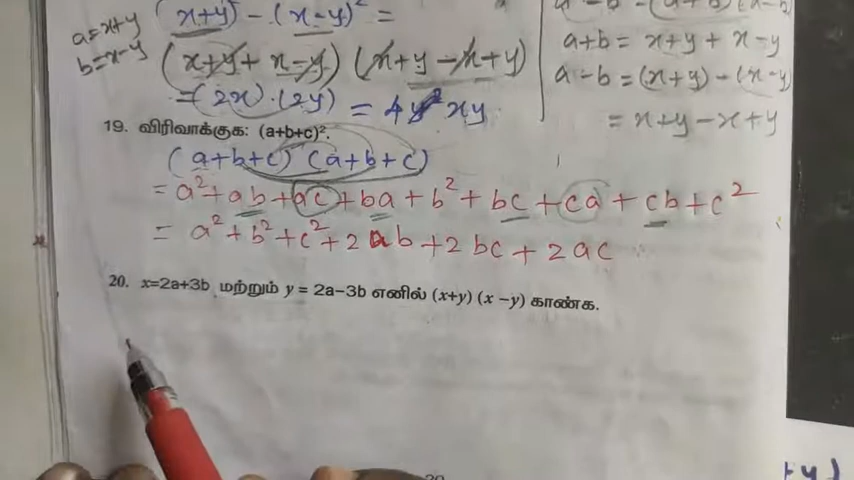 (x+y)² - (x-y)² =
a=x+y
b=x-y
(x+y+x-y) (x+y-x+y)
=(2x)·(2y) = 4xy
a+b = x+y + x-y
a-b = (x+y) - (x-y)
= x+y-x+y
19. விரிவாக்குக: (a+b+c)².
(a+b+c) (a+b+c)
= a²+ab+ac+ba+b²+bc+ca+cb+c²
= a²+b²+c²+2ab+2bc+2ac
20. x=2a+3b மற்றும் y = 2a-3b எனில் (x+y) (x-y) காண்க.